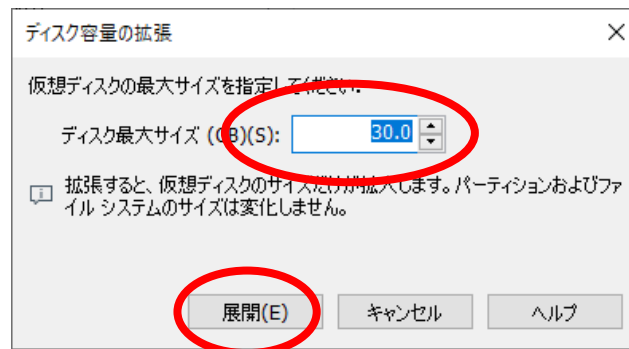 ディスク容量の拡張
仮想ディスクの最大サイズを指定してください.
ディスク最大サイズ (GB)(S): 30.0
拡張すると、仮想ディスクのサイズだけが拡大します。パーティションおよびファ
イル システムのサイズは変化しません。
展開(E) キャンセル ヘルプ